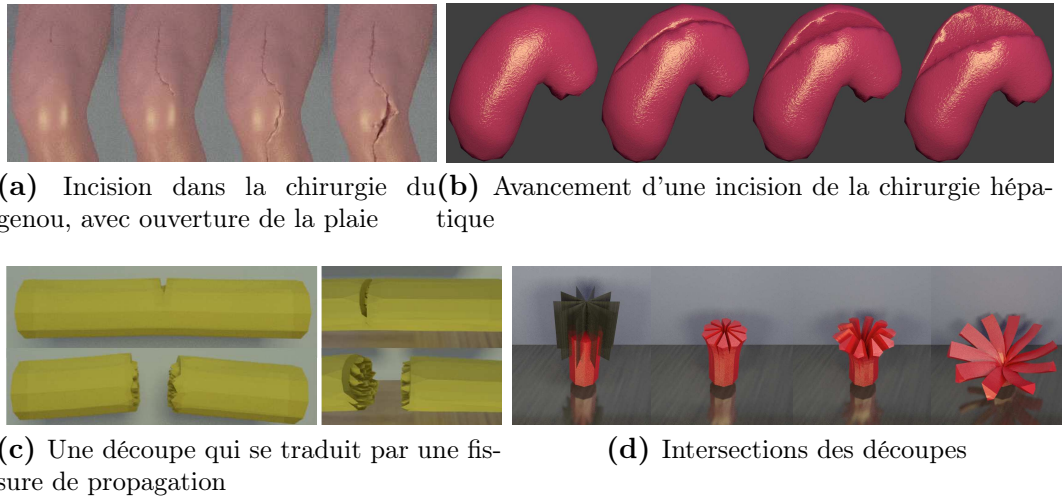 (a) Incision dans la chirurgie du
genou, avec ouverture de la plaie
(b) Avancement d'une incision de la chirurgie hépa-
tique
(c) Une découpe qui se traduit par une fis-
sure de propagation
(d) Intersections des découpes